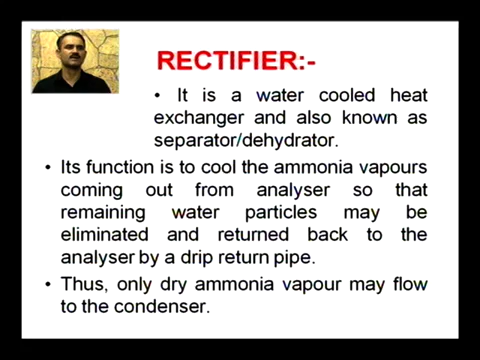 RECTIFIER:-
• It is a water cooled heat
exchanger and also known as
separator/dehydrator.
• Its function is to cool the ammonia vapours
coming out from analyser so that
remaining water particles may be
eliminated and returned back to the
analyser by a drip return pipe.
• Thus, only dry ammonia vapour may flow
to the condenser.